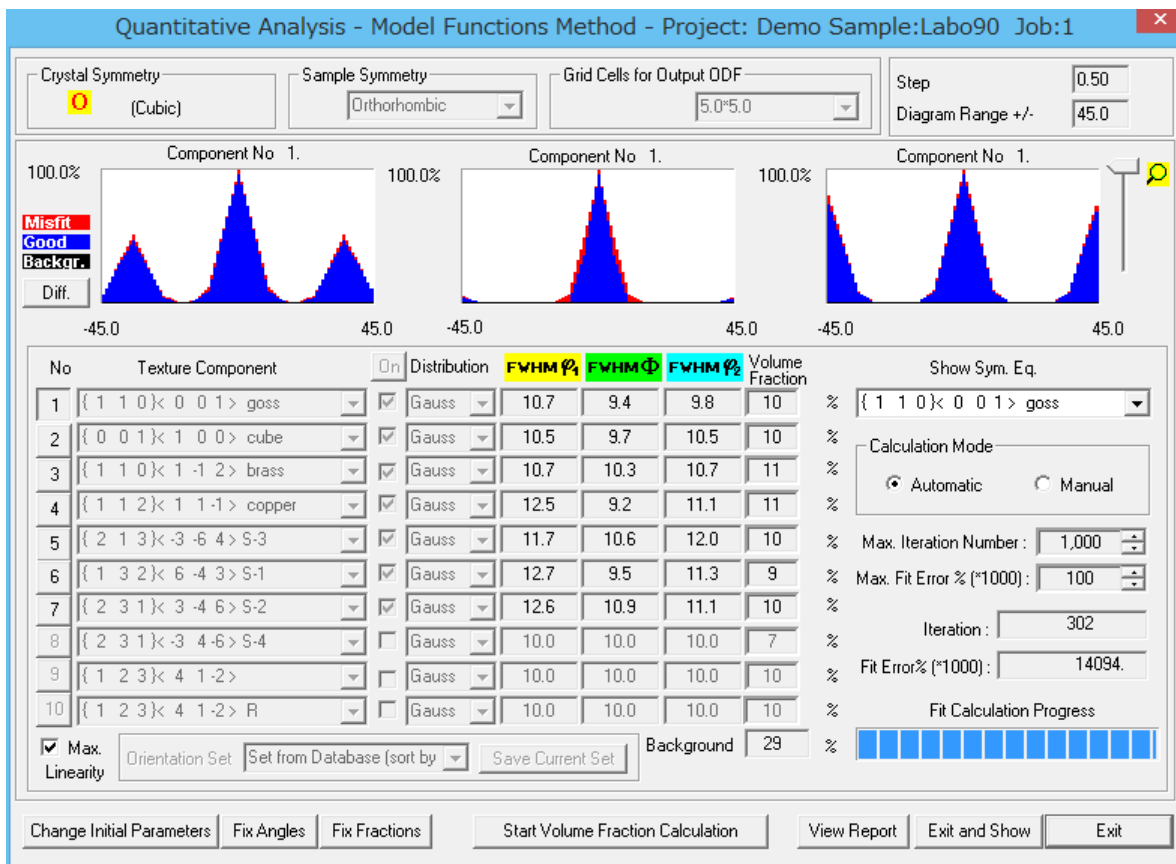 Quantitative Analysis - Model Functions Method - Project: Demo Sample:Labo90 Job:1
Crystal Symmetry
O (Cubic)
Sample Symmetry
Orthorhombic
Grid Cells for Output ODF
5.0*5.0
Step 0.50
Diagram Range +/- 45.0
Component No 1.
Component No 1.
Component No 1.
100.0%
100.0%
100.0%
Misfit
Good
Backgr.
Diff.
-45.0 45.0
-45.0 45.0
-45.0 45.0
No Texture Component On Distribution FWHM φ1 FWHM Φ FWHM φ2 Volume Fraction
1 { 1 1 0}< 0 0 1> goss Gauss 10.7 9.4 9.8 10 %
2 { 0 0 1}< 1 0 0> cube Gauss 10.5 9.7 10.5 10 %
3 { 1 1 0}< 1 -1 2> brass Gauss 10.7 10.3 10.7 11 %
4 { 1 1 2}< 1 1 -1> copper Gauss 12.5 9.2 11.1 11 %
5 { 2 1 3}< -3 -6 4> S-3 Gauss 11.7 10.6 12.0 10 %
6 { 1 3 2}< 6 -4 3> S-1 Gauss 12.7 9.5 11.3 9 %
7 { 2 3 1}< 3 -4 6> S-2 Gauss 12.6 10.9 11.1 10 %
8 { 2 3 1}< -3 4 -6> S-4 Gauss 10.0 10.0 10.0 7 %
9 { 1 2 3}< 4 1 -2> Gauss 10.0 10.0 10.0 10 %
10 { 1 2 3}< 4 1 -2> R Gauss 10.0 10.0 10.0 10 %
Max. Linearity
Orientation Set Set from Database (sort by
Save Current Set
Background 29 %
Show Sym. Eq.
{ 1 1 0}< 0 0 1> goss
Calculation Mode
Automatic Manual
Max. Iteration Number : 1,000
Max. Fit Error % (*1000) : 100
Iteration : 302
Fit Error% (*1000) : 14094.
Fit Calculation Progress
Change Initial Parameters Fix Angles Fix Fractions Start Volume Fraction Calculation View Report Exit and Show Exit